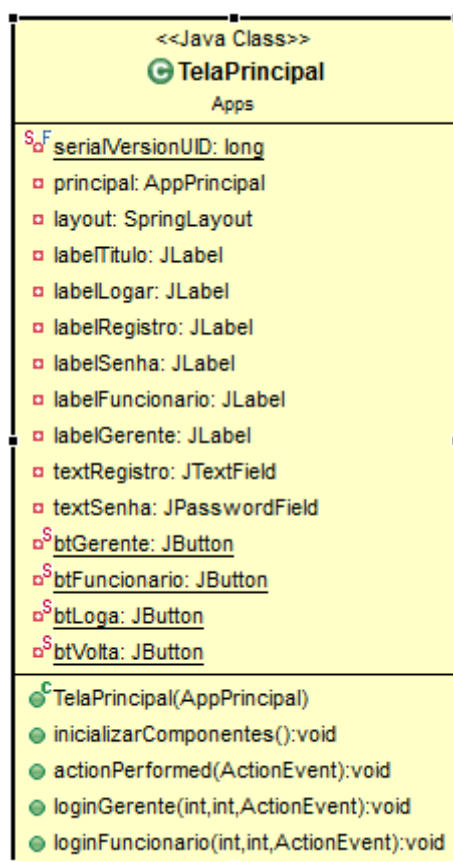 <<Java Class>>
C TelaPrincipal
Apps
S F serialVersionUID: long
principal: AppPrincipal
layout: SpringLayout
labelTitulo: JLabel
labelLogar: JLabel
labelRegistro: JLabel
labelSenha: JLabel
labelFuncionario: JLabel
labelGerente: JLabel
textRegistro: JTextField
textSenha: JPasswordField
S btGerente: JButton
S btFuncionario: JButton
S btLoga: JButton
S btVolta: JButton
C TelaPrincipal(AppPrincipal)
inicializarComponentes():void
actionPerformed(ActionEvent):void
loginGerente(int,int,ActionEvent):void
loginFuncionario(int,int,ActionEvent):void